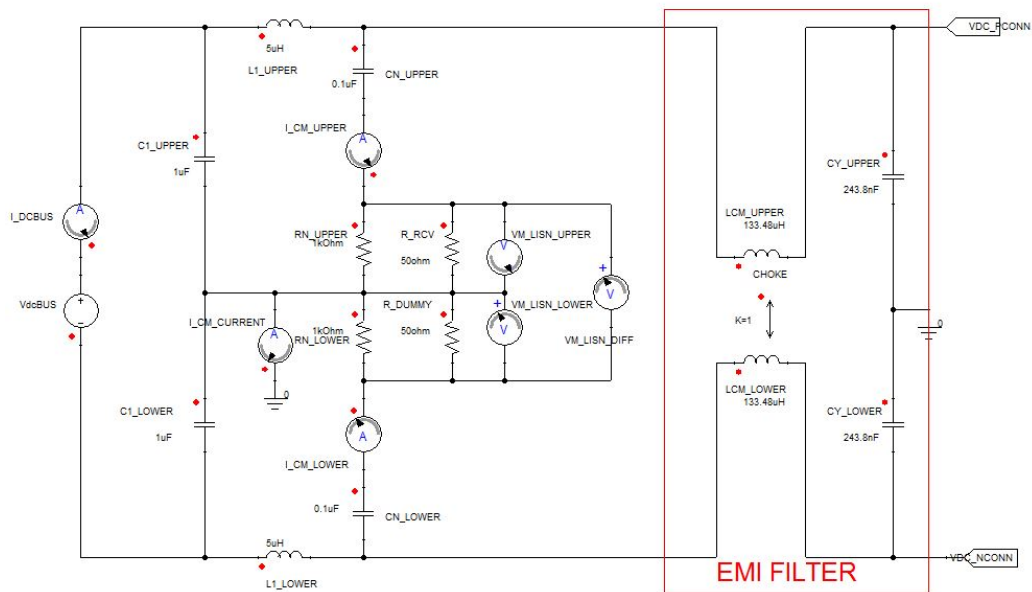 VDC_PCONN
5uH
L1_UPPER
CN_UPPER
0.1uF
I_CM_UPPER
A
C1_UPPER
1uF
CY_UPPER
243.8nF
I_DCBUS
A
LCM_UPPER
133.48uH
RN_UPPER
1kOhm
R_RCV
50ohm
VM_LISN_UPPER
V
CHOKE
+
V
VdcBUS
+
I_CM_CURRENT
A
R_DUMMY
50ohm
VM_LISN_LOWER
+
V
K=1
0
1kOhm
RN_LOWER
VM_LISN_DIFF
LCM_LOWER
133.48uH
0
C1_LOWER
1uF
A
CY_LOWER
243.8nF
I_CM_LOWER
0.1uF
CN_LOWER
5uH
L1_LOWER
EMI FILTER
VDC_NCONN